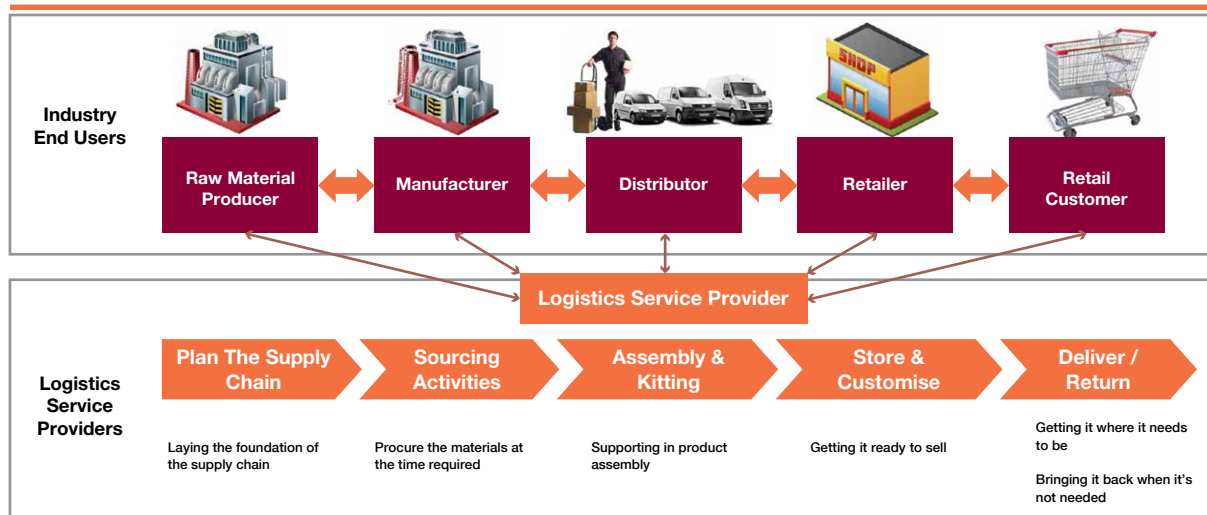 SHOP
Industry
End Users
Raw Material
Producer
Manufacturer
Distributor
Retailer
Retail
Customer
Logistics Service Provider
Logistics
Service
Providers
Plan The Supply
Chain
Sourcing
Activities
Assembly &
Kitting
Store &
Customise
Deliver /
Return
Laying the foundation of
the supply chain
Procure the materials at
the time required
Supporting in product
assembly
Getting it ready to sell
Getting it where it needs
to be
Bringing it back when it's
not needed